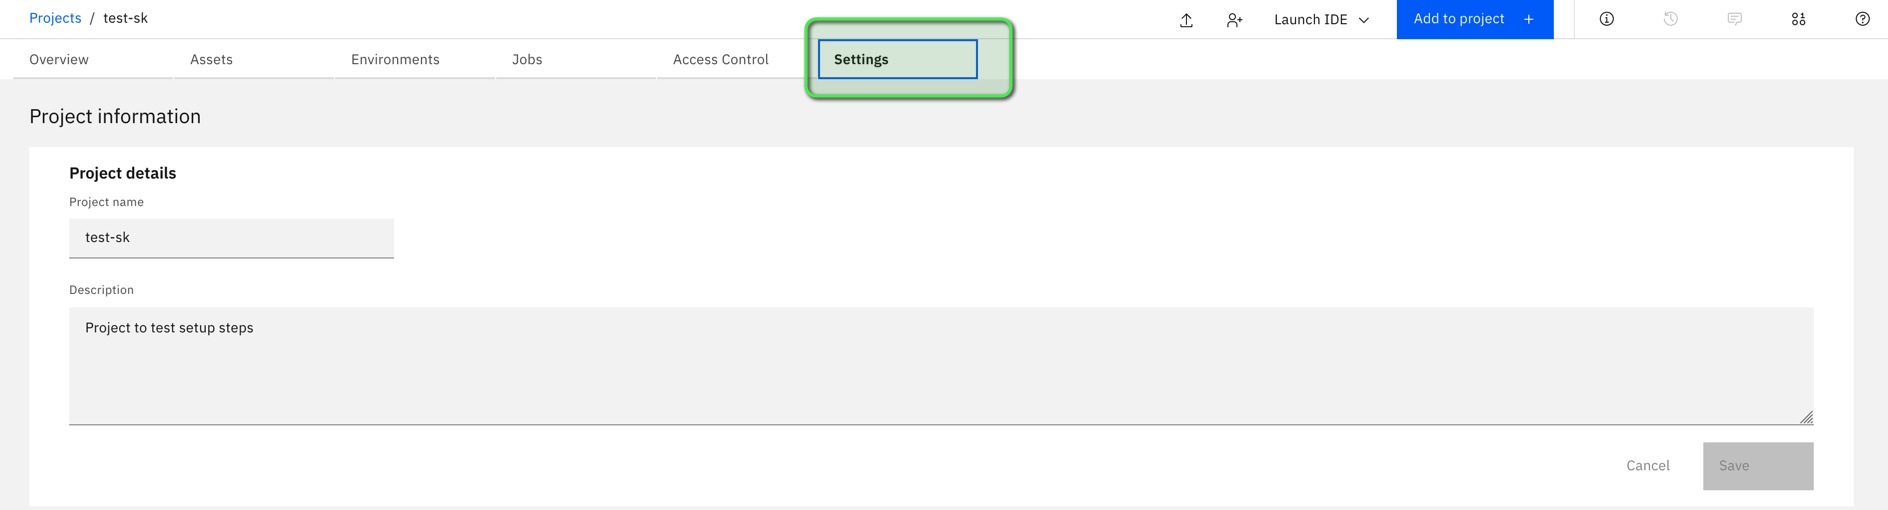 Projects / test-sk
Launch IDE
Add to project +
Overview
Assets
Environments
Jobs
Access Control
Settings
Project information
Project details
Project name
test-sk
Description
Project to test setup steps
Cancel
Save